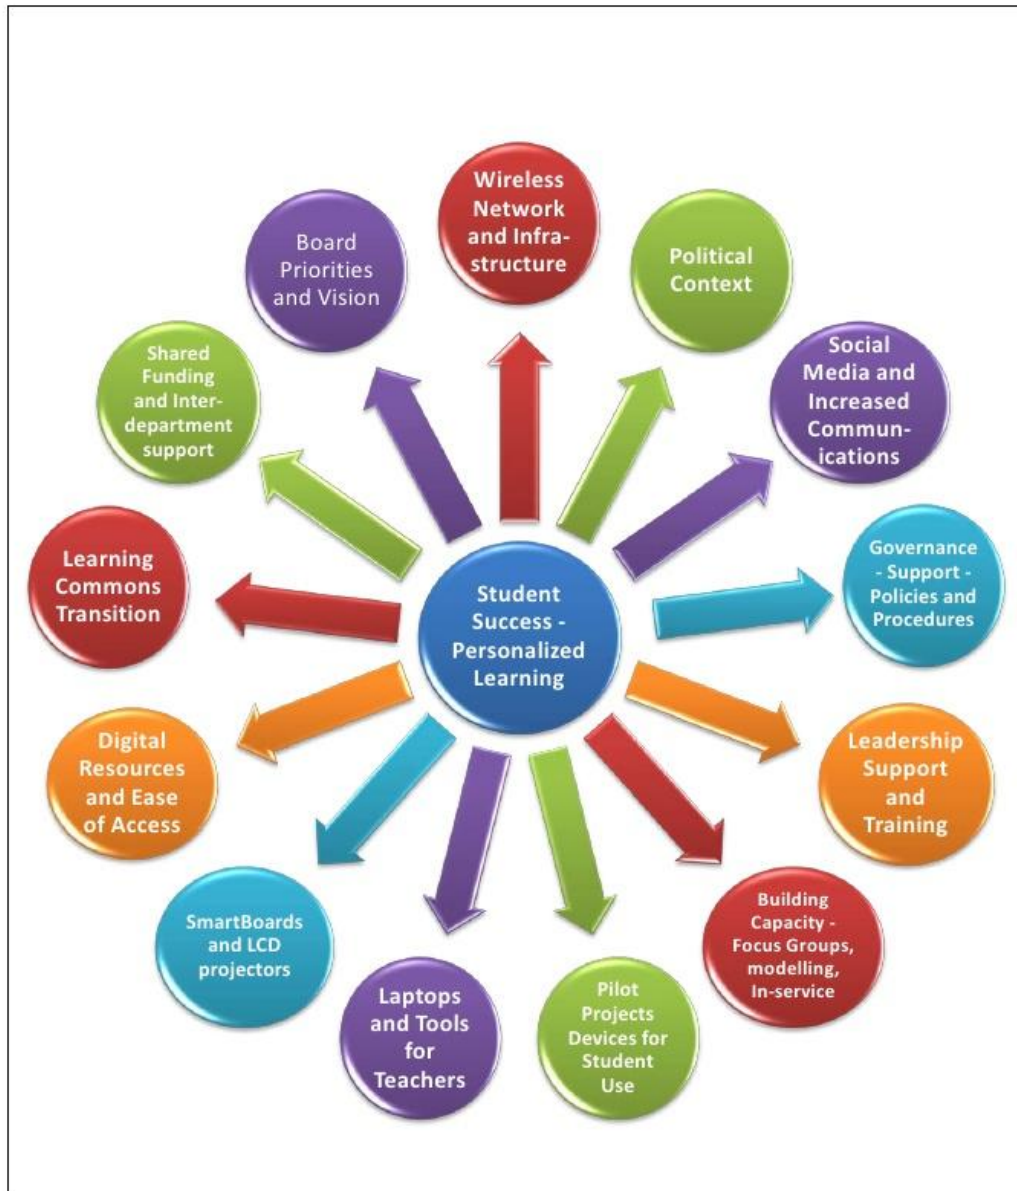 Wireless
Network
and Infra-
structure
Political
Context
Social
Media and
Increased
Commun-
ications
Governance
- Support -
Policies and
Procedures
Leadership
Support
and
Training
Building
Capacity -
Focus Groups,
modelling,
In-service
Pilot
Projects
Devices for
Student
Use
Laptops
and Tools
for
Teachers
SmartBoards
and LCD
projectors
Digital
Resources
and Ease
of Access
Learning
Commons
Transition
Shared
Funding
and Inter-
department
support
Board
Priorities
and Vision
Student
Success -
Personalized
Learning